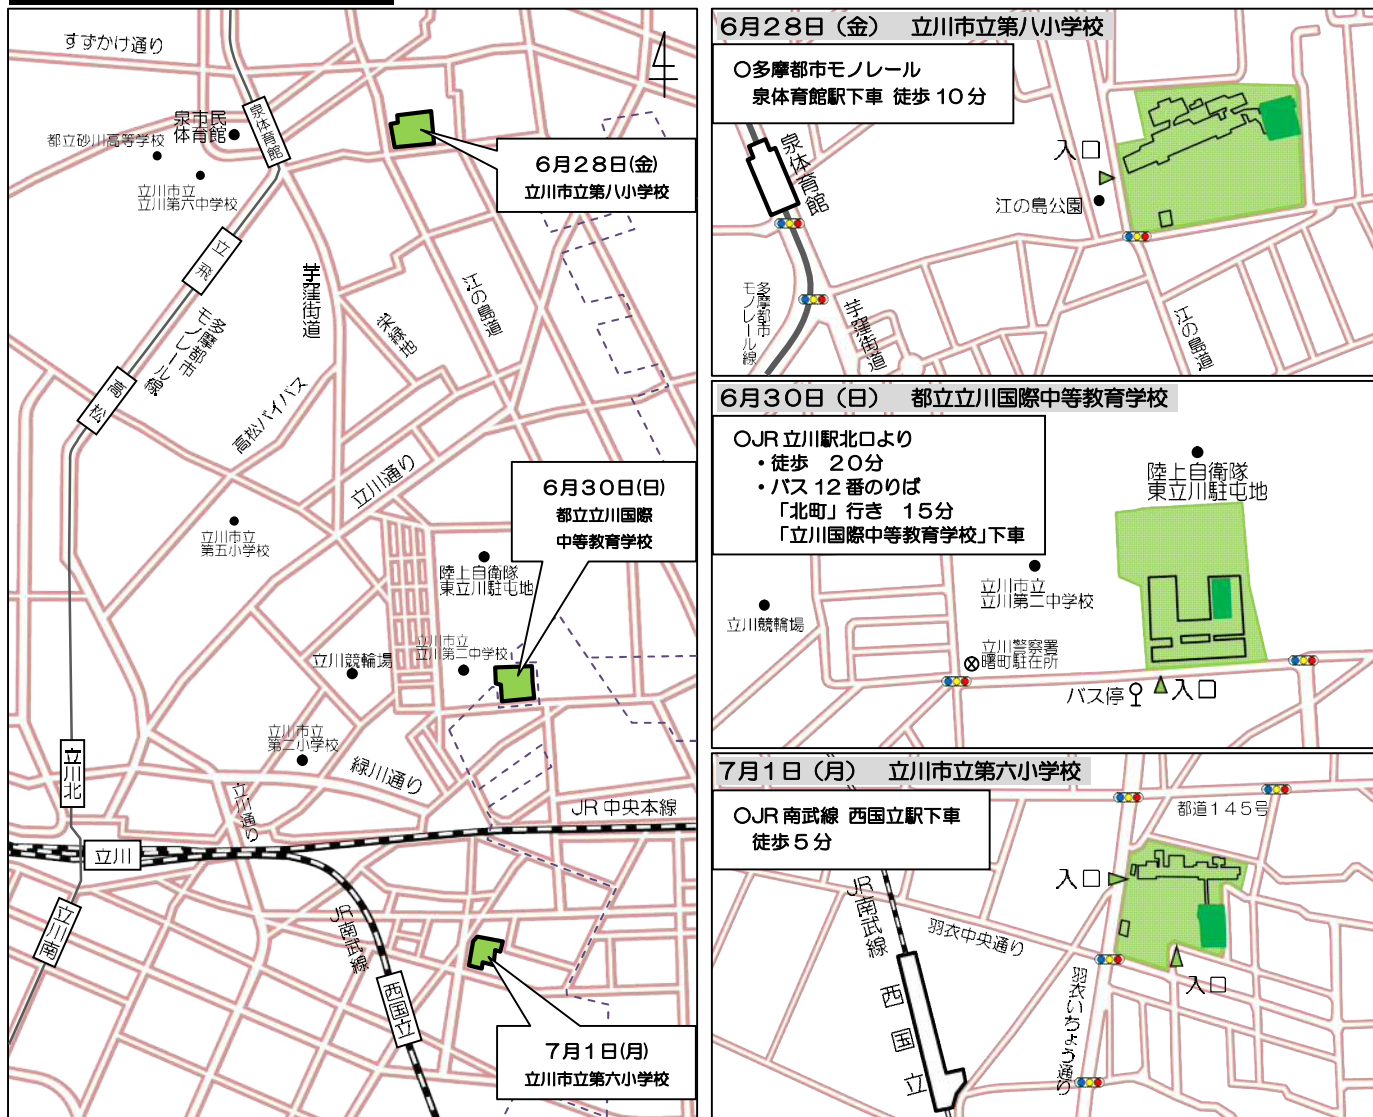 すずかけ通り
泉市民
体育館
都立砂川高等学校
立川市立
立川第六中学校
泉体育館
6月28日(金)
立川市立第八小学校
立飛
多摩都市
モノレール線
高松
芋窪街道
栄緑地
江の島道
高松バイパス
立川通り
6月30日(日)
都立立川国際
中等教育学校
立川市立
第五小学校
陸上自衛隊
東立川駐屯地
立川市立
立川第二中学校
立川競輪場
立川市立
第二小学校
立川北
緑川通り
立川通り
JR中央本線
立川
立川南
JR南武線
西国立
7月1日(月)
立川市立第六小学校
6月28日(金) 立川市立第八小学校
○多摩都市モノレール
泉体育館駅下車 徒歩10分
泉体育館
入口
江の島公園
多摩都市
モノレール線
芋窪街道
江の島道
6月30日(日) 都立立川国際中等教育学校
○JR立川駅北口より
・徒歩 20分
・バス12番のりば
「北町」行き 15分
「立川国際中等教育学校」下車
陸上自衛隊
東立川駐屯地
立川市立
立川第二中学校
立川競輪場
立川警察署
曙町駐在所
バス停
入口
7月1日(月) 立川市立第六小学校
○JR南武線 西国立駅下車
徒歩5分
都道145号
入口
JR南武線
羽衣中央通り
西国立
羽衣いちょう通り
入口